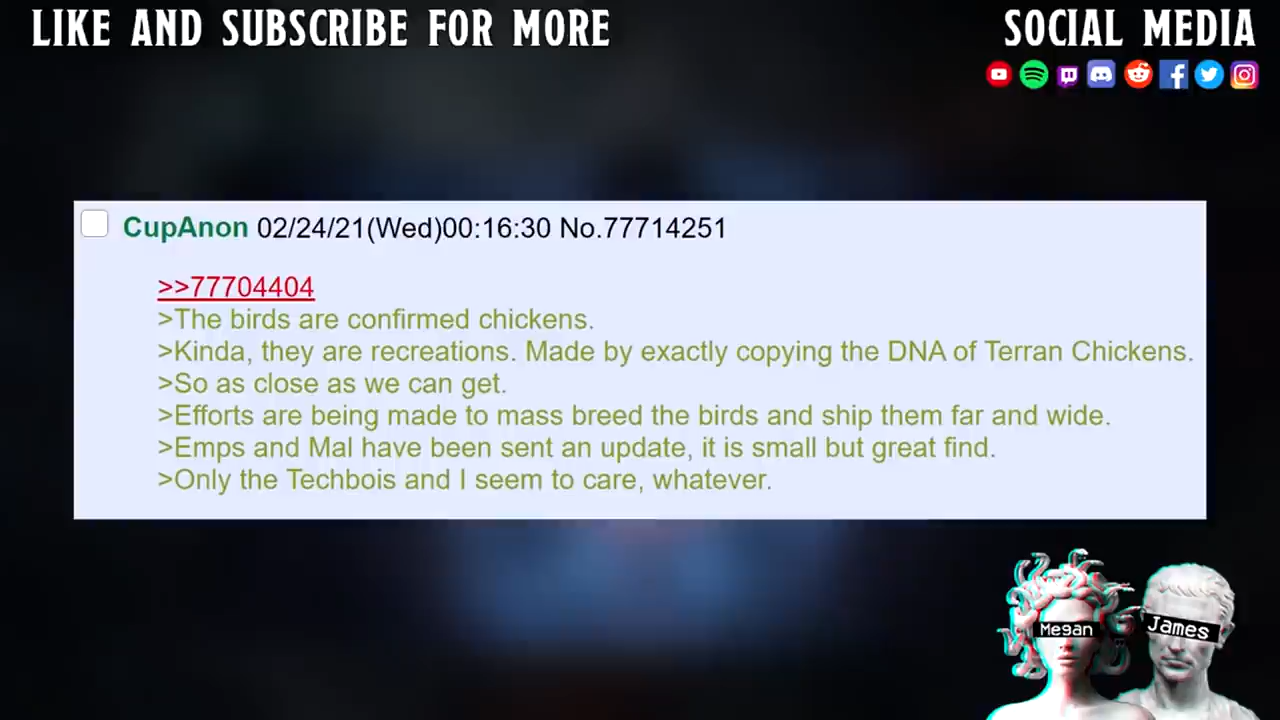 LIKE AND SUBSCRIBE FOR MORE
SOCIAL MEDIA
CupAnon 02/24/21(Wed)00:16:30 No.77714251
>>77704404
>The birds are confirmed chickens.
>Kinda, they are recreations. Made by exactly copying the DNA of Terran Chickens.
>So as close as we can get.
>Efforts are being made to mass breed the birds and ship them far and wide.
>Emps and Mal have been sent an update, it is small but great find.
>Only the Techbois and I seem to care, whatever.
Megan
James